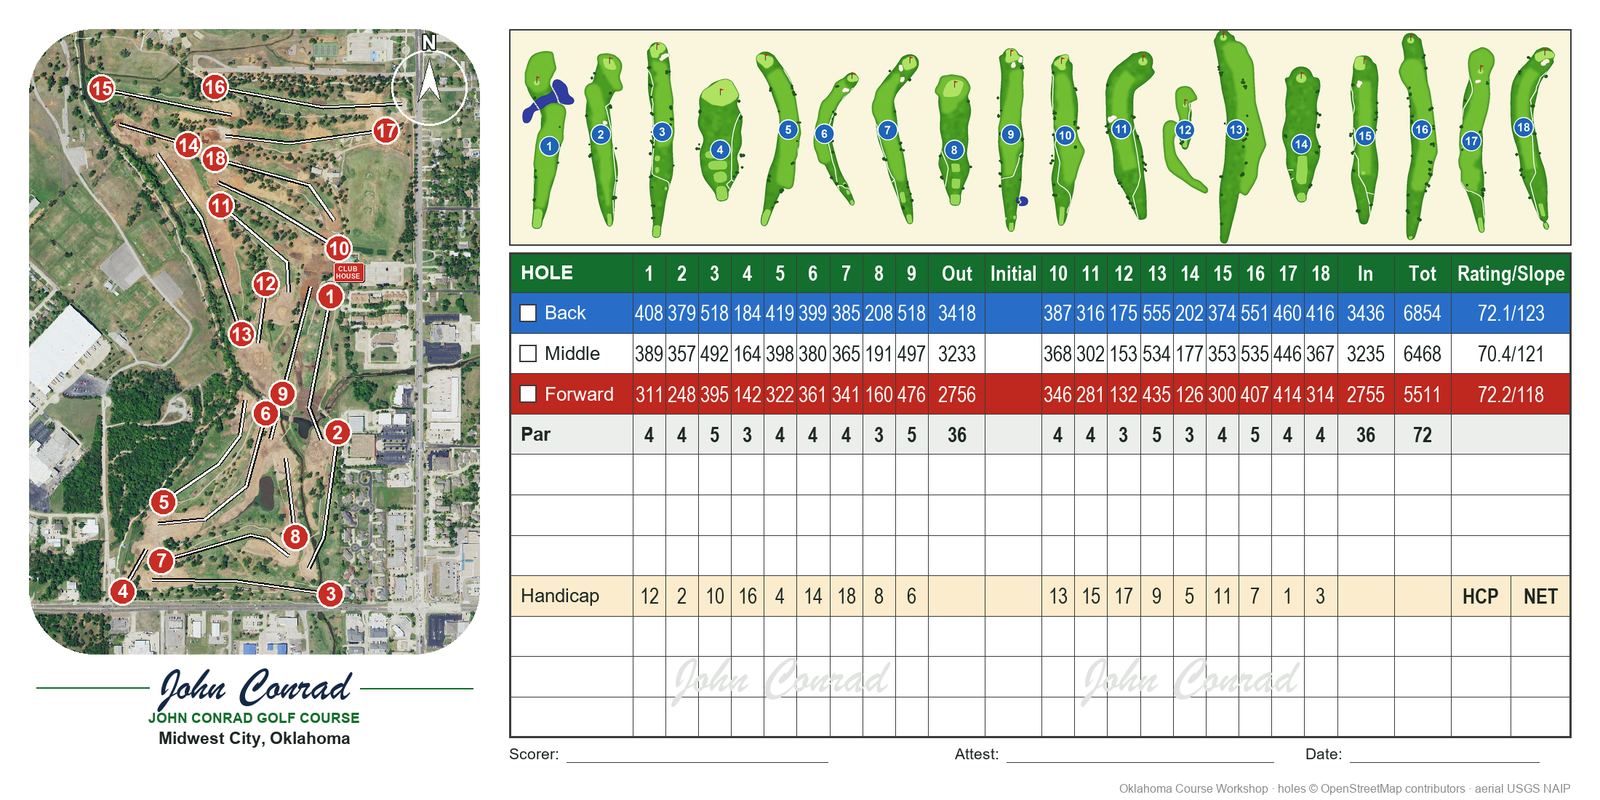 N
15
16
17
14
18
11
10
CLUB
HOUSE
12
1
13
9
6
2
5
8
7
4
3
John Conrad
JOHN CONRAD GOLF COURSE
Midwest City, Oklahoma
1 2 3 4 5 6 7 8 9 10 11 12 13 14 15 16 17 18
HOLE 1 2 3 4 5 6 7 8 9 Out Initial 10 11 12 13 14 15 16 17 18 In Tot Rating/Slope
Back 408 379 518 184 419 399 385 208 518 3418 387 316 175 555 202 374 551 460 416 3436 6854 72.1/123
Middle 389 357 492 164 398 380 365 191 497 3233 368 302 153 534 177 353 535 446 367 3235 6468 70.4/121
Forward 311 248 395 142 322 361 341 160 476 2756 346 281 132 435 126 300 407 414 314 2755 5511 72.2/118
Par 4 4 5 3 4 4 4 3 5 36 4 4 3 5 3 4 5 4 4 36 72
Handicap 12 2 10 16 4 14 18 8 6 13 15 17 9 5 11 7 1 3 HCP NET
John Conrad John Conrad
Scorer: Attest: Date:
Oklahoma Course Workshop · holes © OpenStreetMap contributors · aerial USGS NAIP